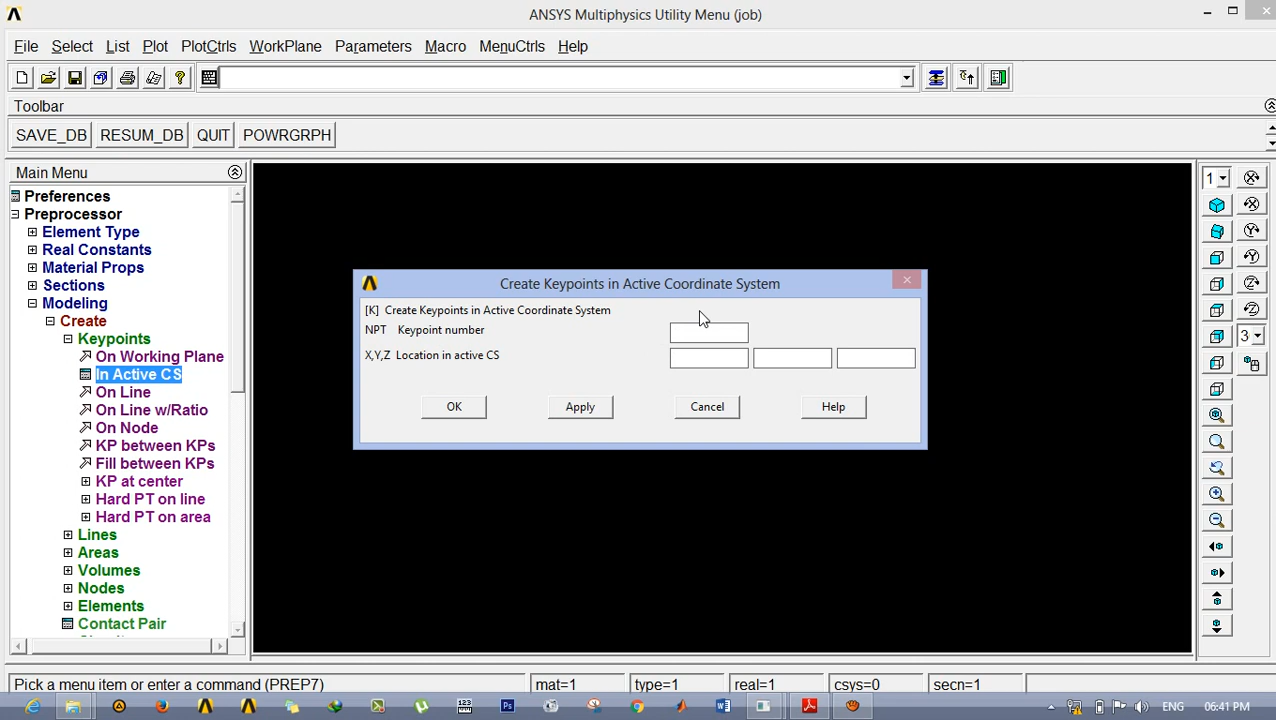 ANSYS Multiphysics Utility Menu (job)
File Select List Plot PlotCtrls WorkPlane Parameters Macro MenuCtrls Help
Toolbar
SAVE_DB RESUM_DB QUIT POWRGRPH
Main Menu
Preferences
Preprocessor
Element Type
Real Constants
Material Props
Sections
Modeling
Create
Keypoints
On Working Plane
In Active CS
On Line
On Line w/Ratio
On Node
KP between KPs
Fill between KPs
KP at center
Hard PT on line
Hard PT on area
Lines
Areas
Volumes
Nodes
Elements
Contact Pair
Create Keypoints in Active Coordinate System
[K] Create Keypoints in Active Coordinate System
NPT Keypoint number
X,Y,Z Location in active CS
OK Apply Cancel Help
1
3
Pick a menu item or enter a command (PREP7) mat=1 type=1 real=1 csys=0 secn=1
ENG 06:41 PM